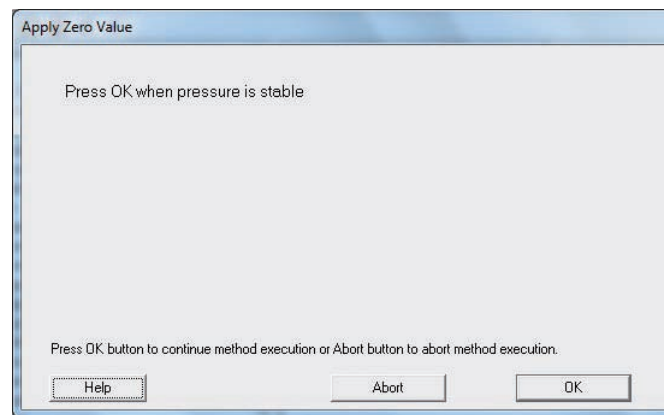 Apply Zero Value
Press OK when pressure is stable
Press OK button to continue method execution or Abort button to abort method execution.
Help Abort OK